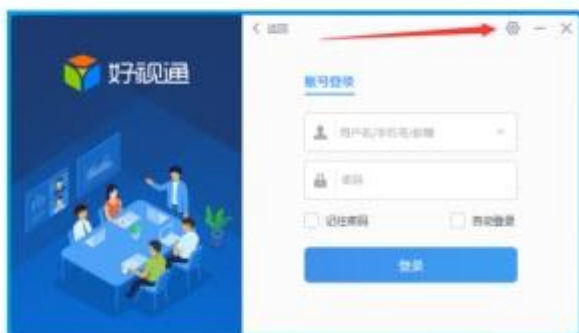 好视通
返回
账号登录
用户名/手机号/邮箱
密码
记住密码 自动登录
登录